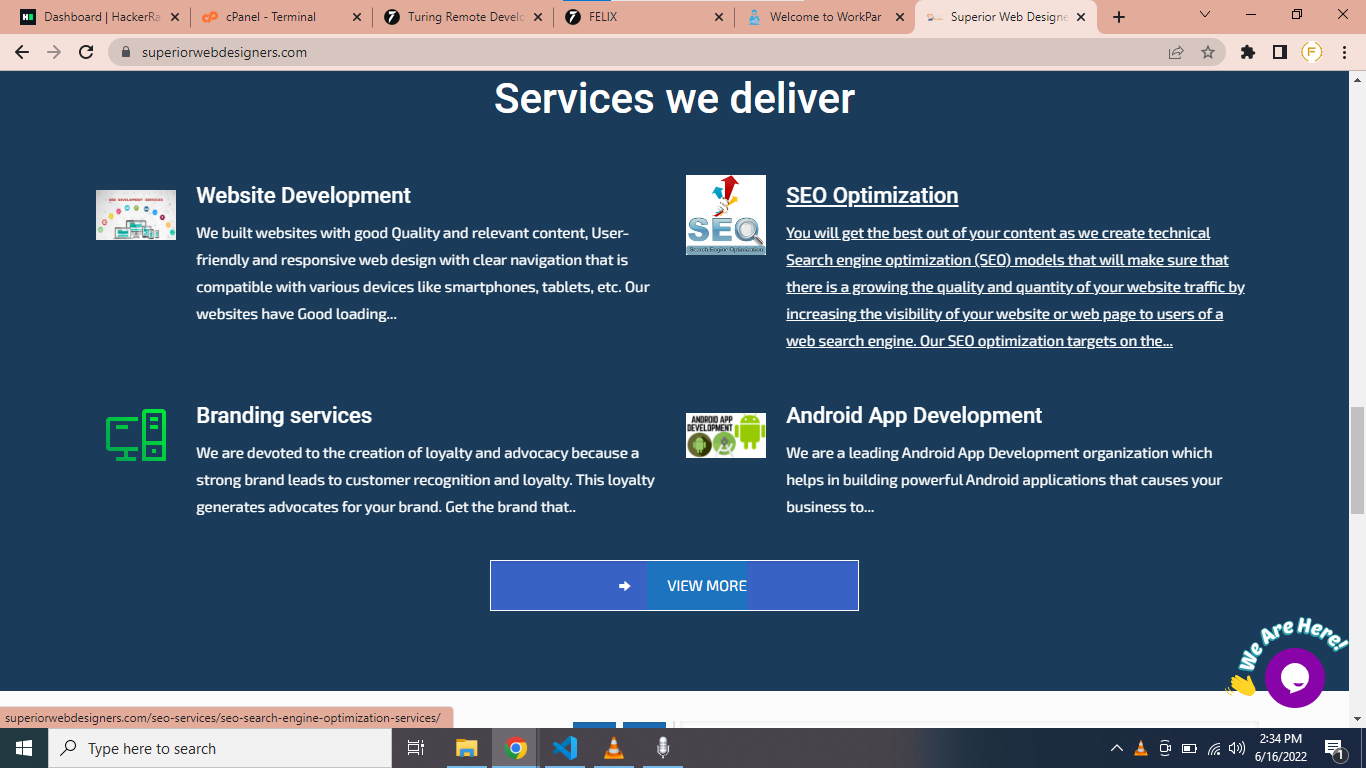 Dashboard | HackerRa
cPanel - Terminal
Turing Remote Develo
FELIX
Welcome to WorkPar
Superior Web Designe
superiorwebdesigners.com
F
Services we deliver
Website Development
We built websites with good Quality and relevant content, User-
friendly and responsive web design with clear navigation that is
compatible with various devices like smartphones, tablets, etc. Our
websites have Good loading...
SEO
Search Engine Optimization
SEO Optimization
You will get the best out of your content as we create technical
Search engine optimization (SEO) models that will make sure that
there is a growing the quality and quantity of your website traffic by
increasing the visibility of your website or web page to users of a
web search engine. Our SEO optimization targets on the...
Branding services
We are devoted to the creation of loyalty and advocacy because a
strong brand leads to customer recognition and loyalty. This loyalty
generates advocates for your brand. Get the brand that..
ANDROID APP
DEVELOPMENT
Android App Development
We are a leading Android App Development organization which
helps in building powerful Android applications that causes your
business to...
VIEW MORE
We Are Here!
superiorwebdesigners.com/seo-services/seo-search-engine-optimization-services/
Type here to search
2:34 PM
6/16/2022
1